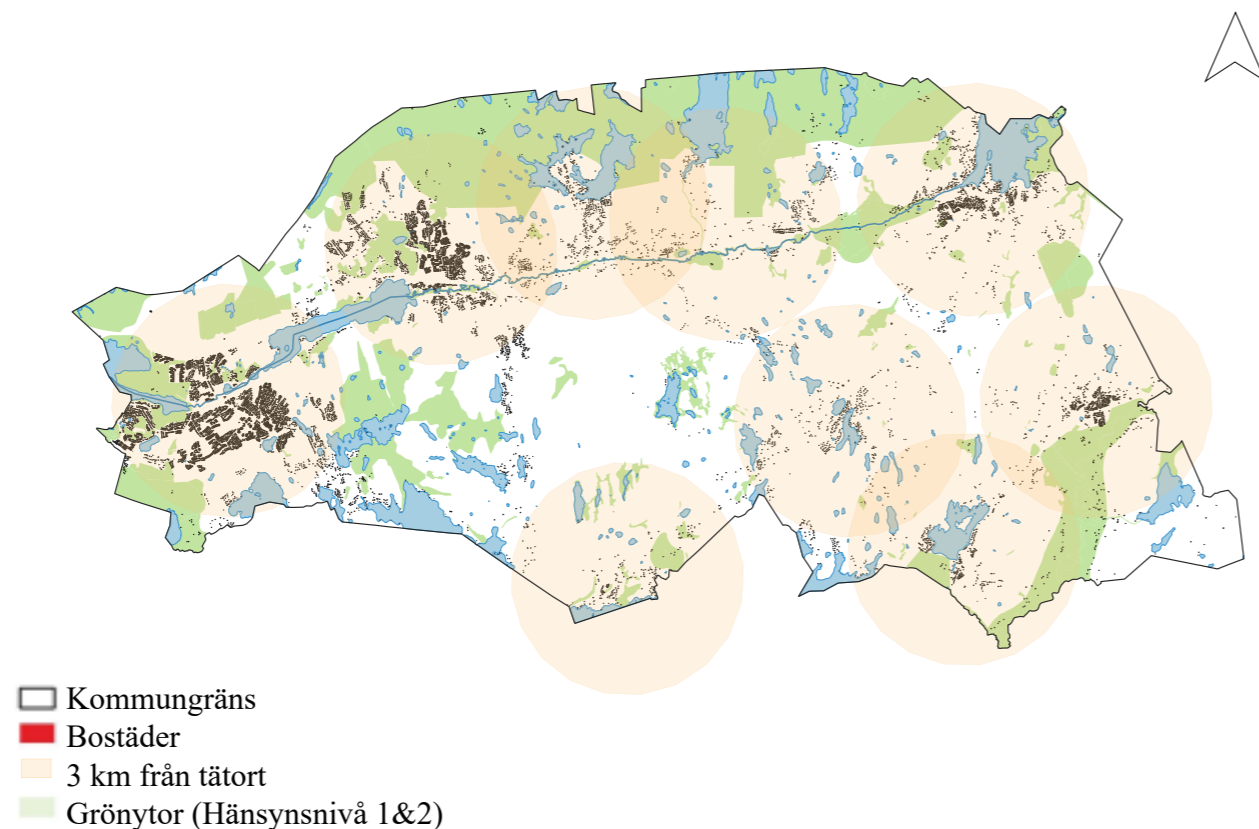 Kommungräns
Bostäder
3 km från tätort
Grönytor (Hänsynsnivå 1&2)